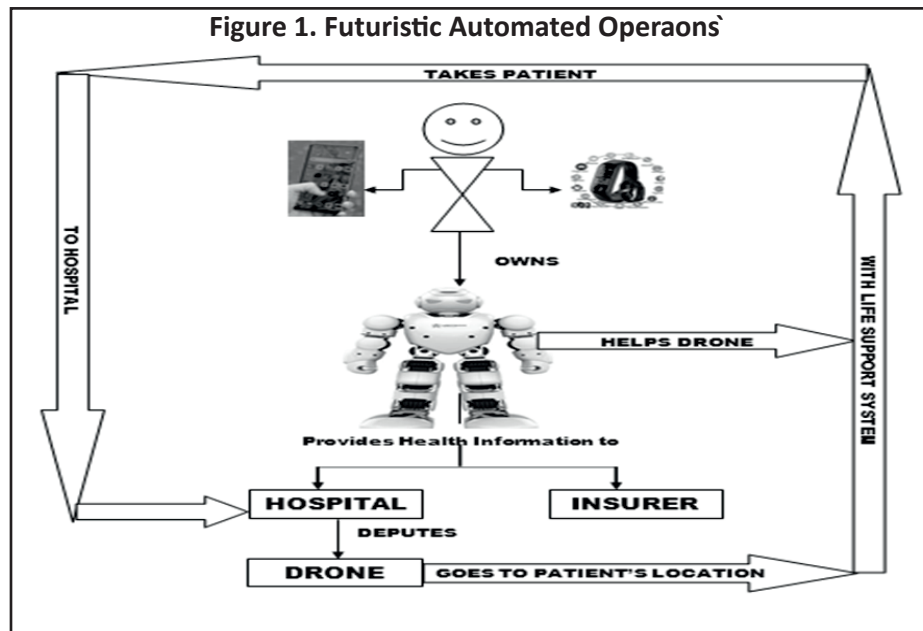 Figure 1. Futuristic Automated Operaons`
TAKES PATIENT
TO HOSPITAL
OWNS
WITH LIFE SUPPORT SYSTEM
HELPS DRONE
Provides Health Information to
HOSPITAL
INSURER
DEPUTES
DRONE
GOES TO PATIENT'S LOCATION